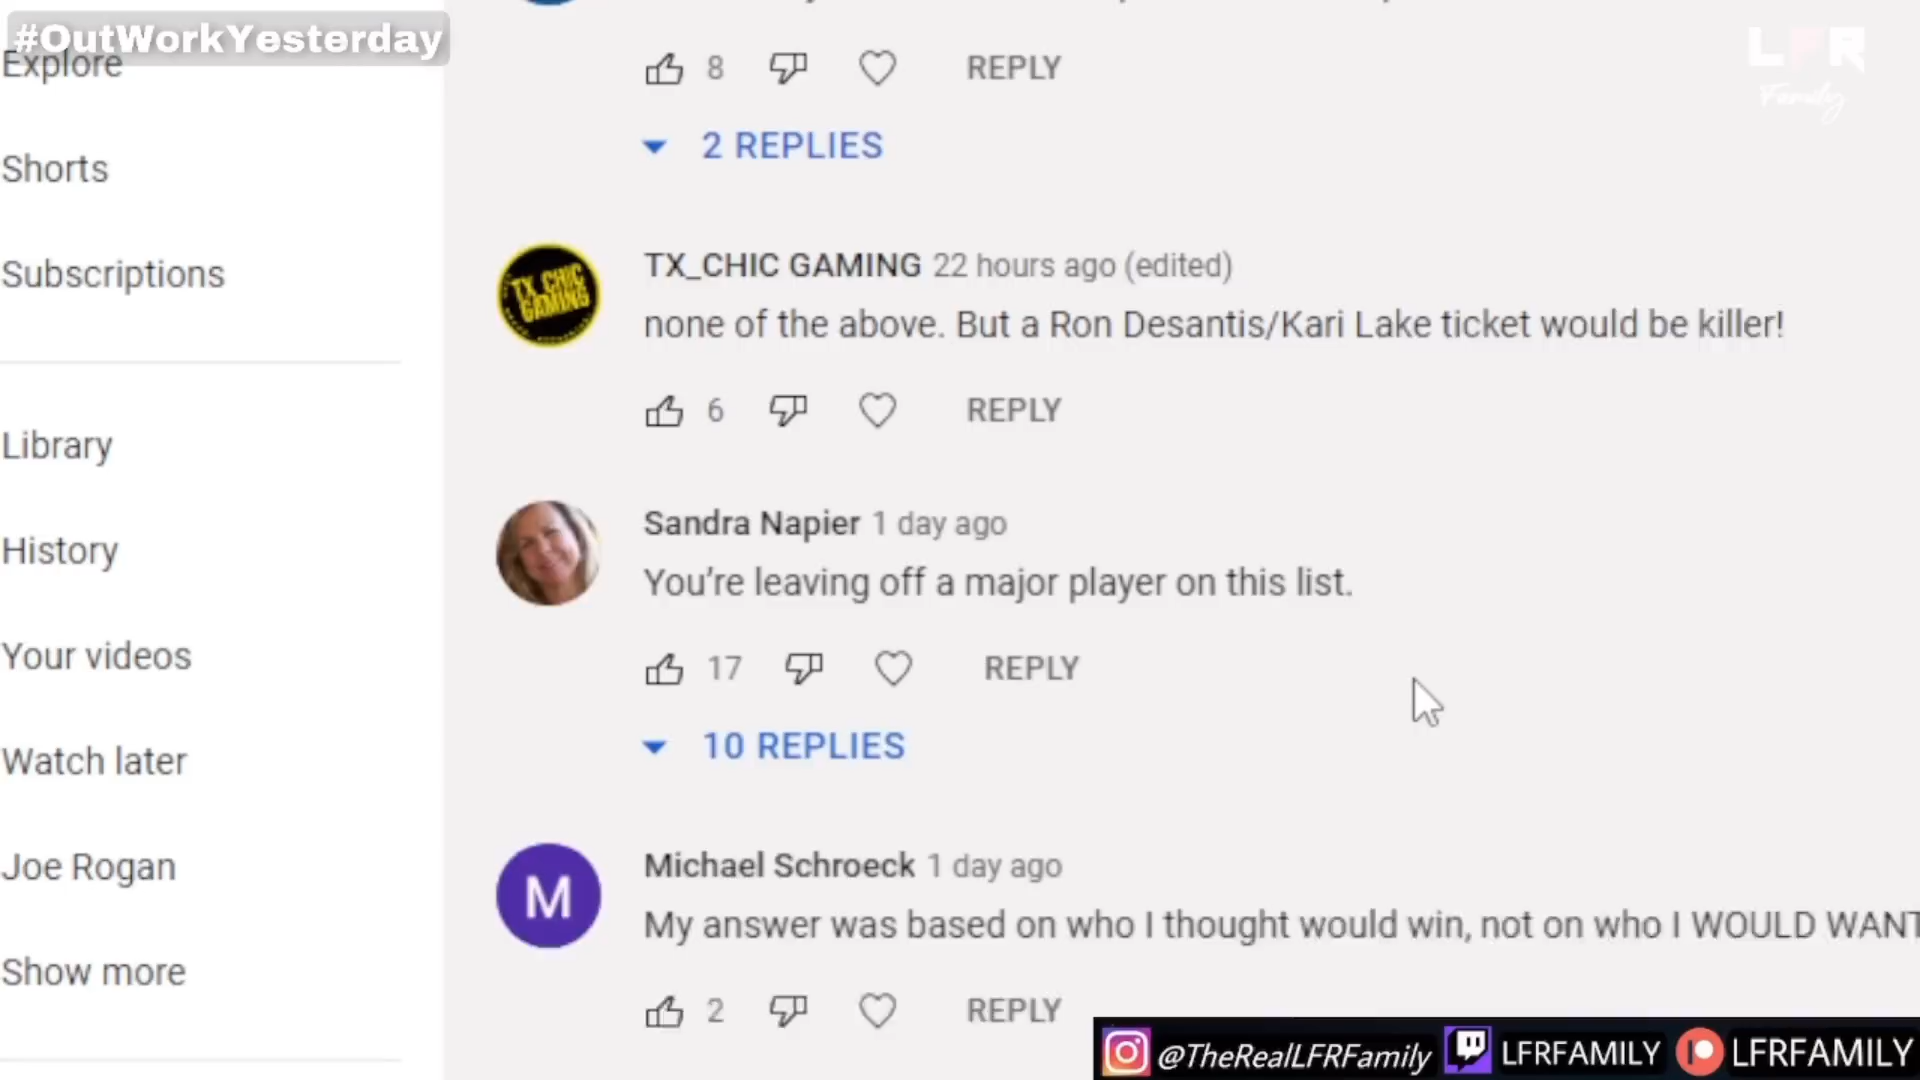 #OutWorkYesterday
Explore
Shorts
Subscriptions
Library
History
Your videos
Watch later
Joe Rogan
Show more
LFR
Family
8 REPLY
2 REPLIES
TX_CHIC GAMING
TX_CHIC GAMING 22 hours ago (edited)
none of the above. But a Ron Desantis/Kari Lake ticket would be killer!
6 REPLY
Sandra Napier 1 day ago
You’re leaving off a major player on this list.
17 REPLY
10 REPLIES
M
Michael Schroeck 1 day ago
My answer was based on who I thought would win, not on who I WOULD WANT
2 REPLY
@TheRealLFRFamily LFRFAMILY LFRFAMILY